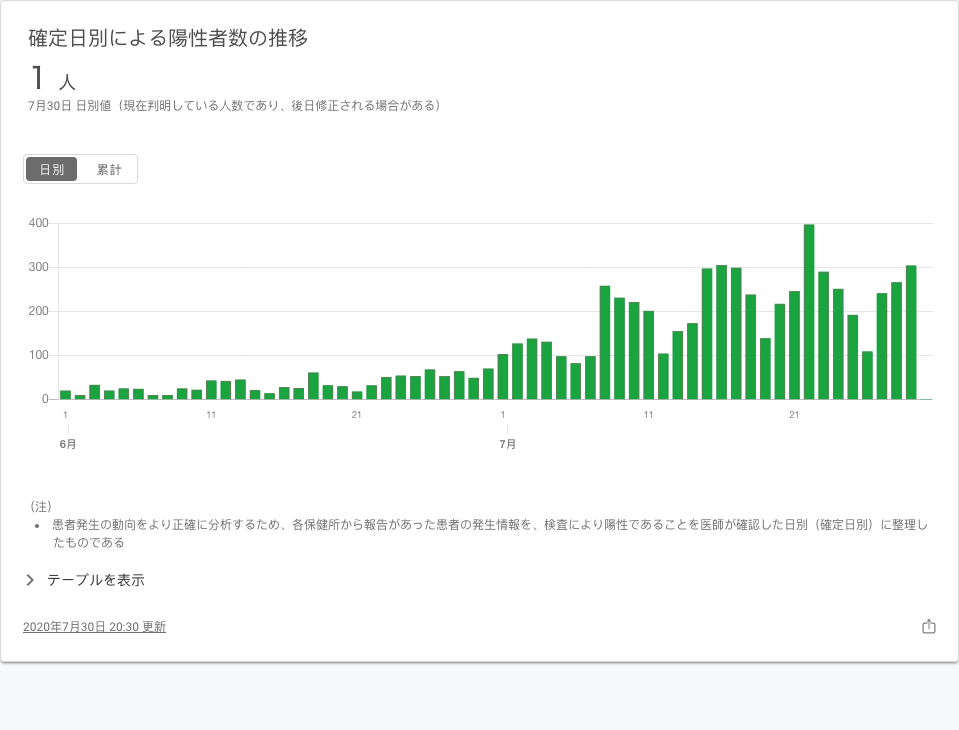 確定日別による陽性者数の推移
1 人
7月30日 日別値（現在判明している人数であり、後日修正される場合がある）
日別 累計
400
300
200
100
0
1 11 21 1 11 21
6月 7月
（注）
• 患者発生の動向をより正確に分析するため、各保健所から報告があった患者の発生情報を、検査により陽性であることを医師が確認した日別（確定日別）に整理し
たものである
テーブルを表示
2020年7月30日 20:30 更新